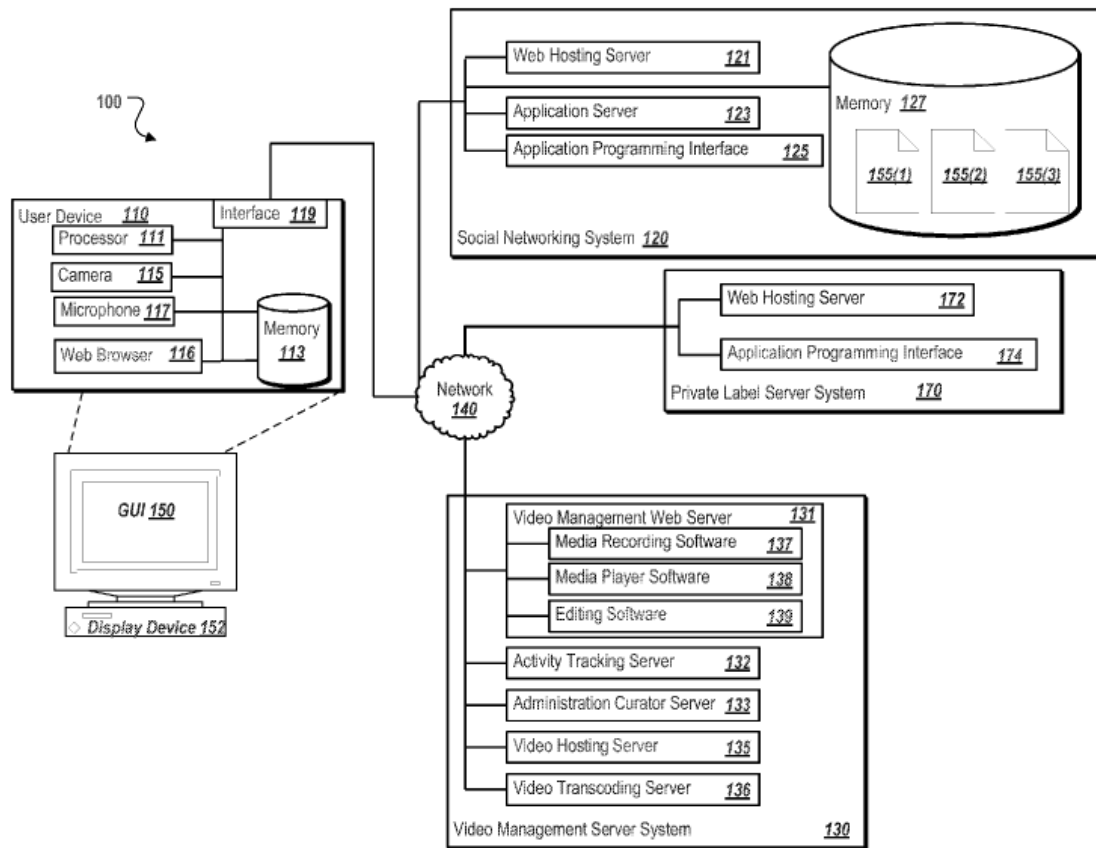 100
User Device 110
Interface 119
Processor 111
Camera 115
Microphone 117
Web Browser 116
Memory
113
GUI 150
Display Device 152
Web Hosting Server 121
Application Server 123
Application Programming Interface 125
Memory 127
155(1) 155(2) 155(3)
Social Networking System 120
Web Hosting Server 172
Application Programming Interface 174
Private Label Server System 170
Network
140
Video Management Web Server 131
Media Recording Software 137
Media Player Software 138
Editing Software 139
Activity Tracking Server 132
Administration Curator Server 133
Video Hosting Server 135
Video Transcoding Server 136
Video Management Server System 130